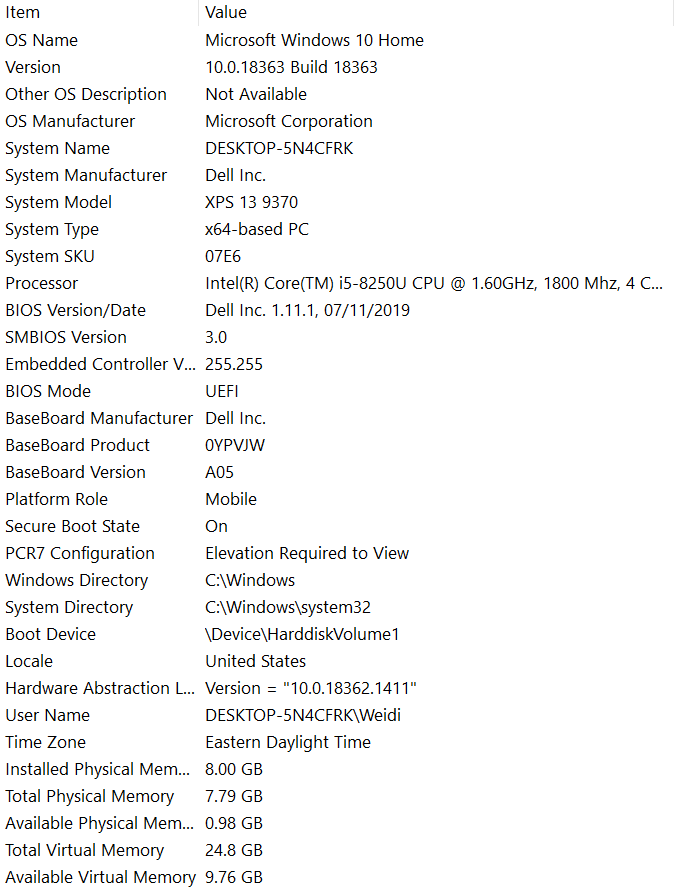 Item Value
OS Name Microsoft Windows 10 Home
Version 10.0.18363 Build 18363
Other OS Description Not Available
OS Manufacturer Microsoft Corporation
System Name DESKTOP-5N4CFRK
System Manufacturer Dell Inc.
System Model XPS 13 9370
System Type x64-based PC
System SKU 07E6
Processor Intel(R) Core(TM) i5-8250U CPU @ 1.60GHz, 1800 Mhz, 4 C...
BIOS Version/Date Dell Inc. 1.11.1, 07/11/2019
SMBIOS Version 3.0
Embedded Controller V... 255.255
BIOS Mode UEFI
BaseBoard Manufacturer Dell Inc.
BaseBoard Product 0YPVJW
BaseBoard Version A05
Platform Role Mobile
Secure Boot State On
PCR7 Configuration Elevation Required to View
Windows Directory C:\Windows
System Directory C:\Windows\system32
Boot Device \Device\HarddiskVolume1
Locale United States
Hardware Abstraction L... Version = "10.0.18362.1411"
User Name DESKTOP-5N4CFRK\Weidi
Time Zone Eastern Daylight Time
Installed Physical Mem... 8.00 GB
Total Physical Memory 7.79 GB
Available Physical Mem... 0.98 GB
Total Virtual Memory 24.8 GB
Available Virtual Memory 9.76 GB